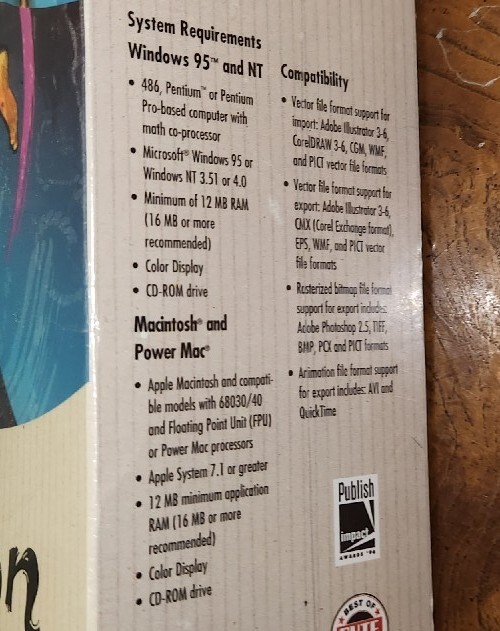 System Requirements
Windows 95™ and NT
• 486, Pentium™ or Pentium
Pro-based computer with
math co-processor
• Microsoft® Windows 95 or
Windows NT 3.51 or 4.0
• Minimum of 12 MB RAM
(16 MB or more
recommended)
• Color Display
• CD-ROM drive
Macintosh® and
Power Mac®
• Apple Macintosh and compati-
ble models with 68030/40
and Floating Point Unit (FPU)
or Power Mac processors
• Apple System 7.1 or greater
• 12 MB minimum application
RAM (16 MB or more
recommended)
• Color Display
• CD-ROM drive
Compatibility
• Vector file format support for
import: Adobe Illustrator 3-6,
CorelDRAW 3-6, CGM, WMF,
and PICT vector file formats
• Vector file format support for
export: Adobe Illustrator 3-6,
CMX (Corel Exchange format),
EPS, WMF, and PICT vector
file formats
• Rasterized bitmap file format
support for export includes:
Adobe Photoshop 2.5, TIFF,
BMP, PCX and PICT formats
• Animation file format support
for export includes: AVI and
QuickTime
Publish
impact
AWARDS '96
BEST OF
BYTE